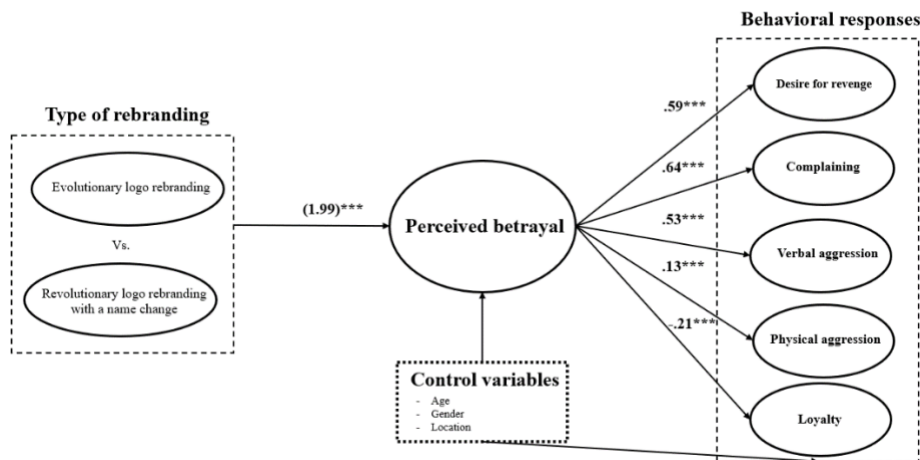 Behavioral responses
Type of rebranding
Evolutionary logo rebranding
Vs.
Revolutionary logo rebranding
with a name change
(1.99)***
Perceived betrayal
Control variables
- Age
- Gender
- Location
.59***
.64***
.53***
.13***
-.21***
Desire for revenge
Complaining
Verbal aggression
Physical aggression
Loyalty